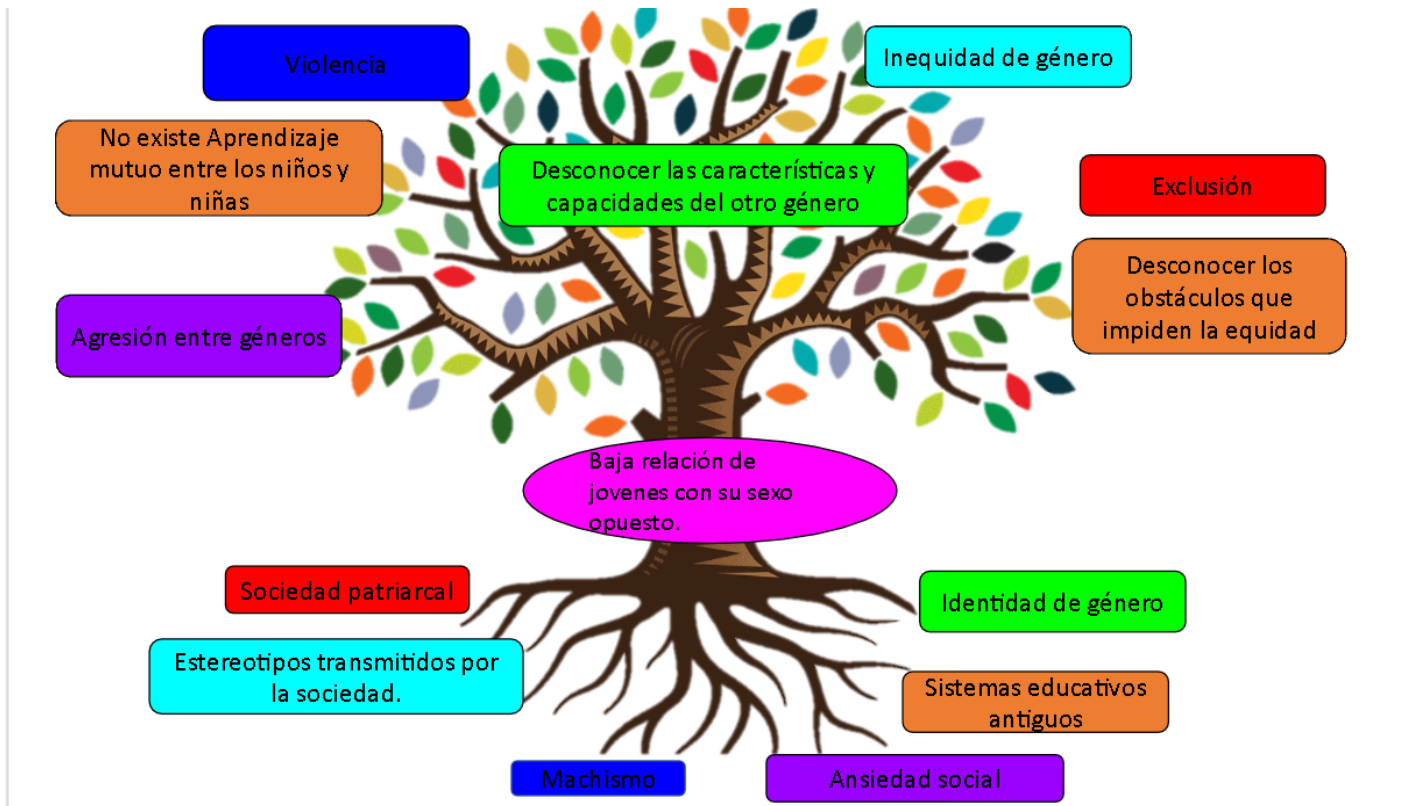 Violencia
Inequidad de género
No existe Aprendizaje
mutuo entre los niños y
niñas
Desconocer las características y
capacidades del otro género
Exclusión
Desconocer los
obstáculos que
impiden la equidad
Agresión entre géneros
Baja relación de
jovenes con su sexo
opuesto.
Sociedad patriarcal
Identidad de género
Estereotipos transmitidos por
la sociedad.
Sistemas educativos
antiguos
Machismo
Ansiedad social